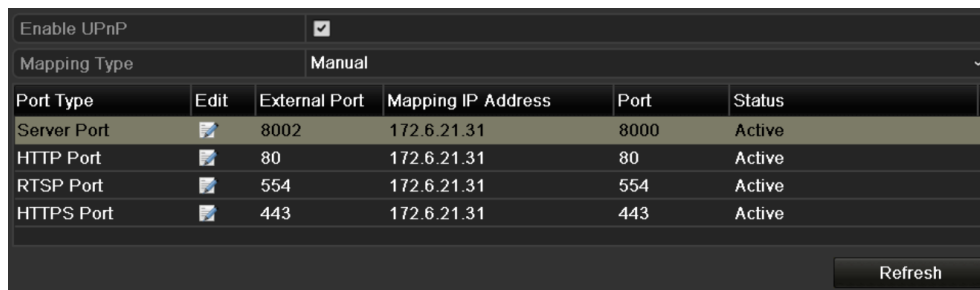 Enable UPnP
Mapping Type Manual
Port Type Edit External Port Mapping IP Address Port Status
Server Port 8002 172.6.21.31 8000 Active
HTTP Port 80 172.6.21.31 80 Active
RTSP Port 554 172.6.21.31 554 Active
HTTPS Port 443 172.6.21.31 443 Active
Refresh